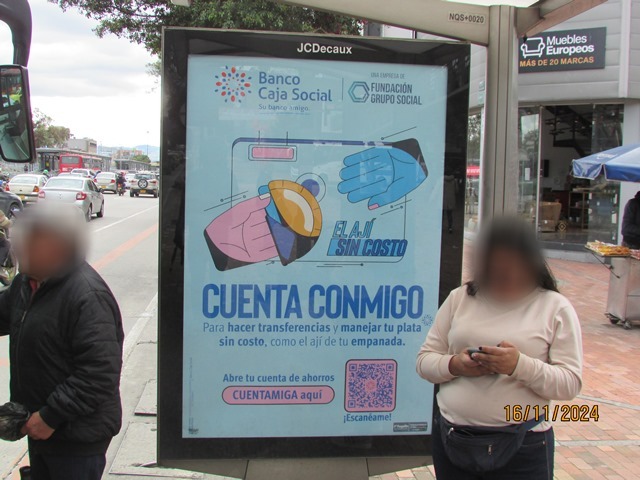 NQS+0020
JCDecaux
Muebles
Europeos
MÁS DE 20 MARCAS
Banco
Caja Social
Su banco amigo.
UNA EMPRESA DE
FUNDACIÓN
GRUPO SOCIAL
EL AJÍ
SIN COSTO
CUENTA CONMIGO
Para hacer transferencias y manejar tu plata
sin costo, como el ají de tu empanada.
Abre tu cuenta de ahorros
CUENTAMIGA aquí
¡Escanéame!
16/11/2024